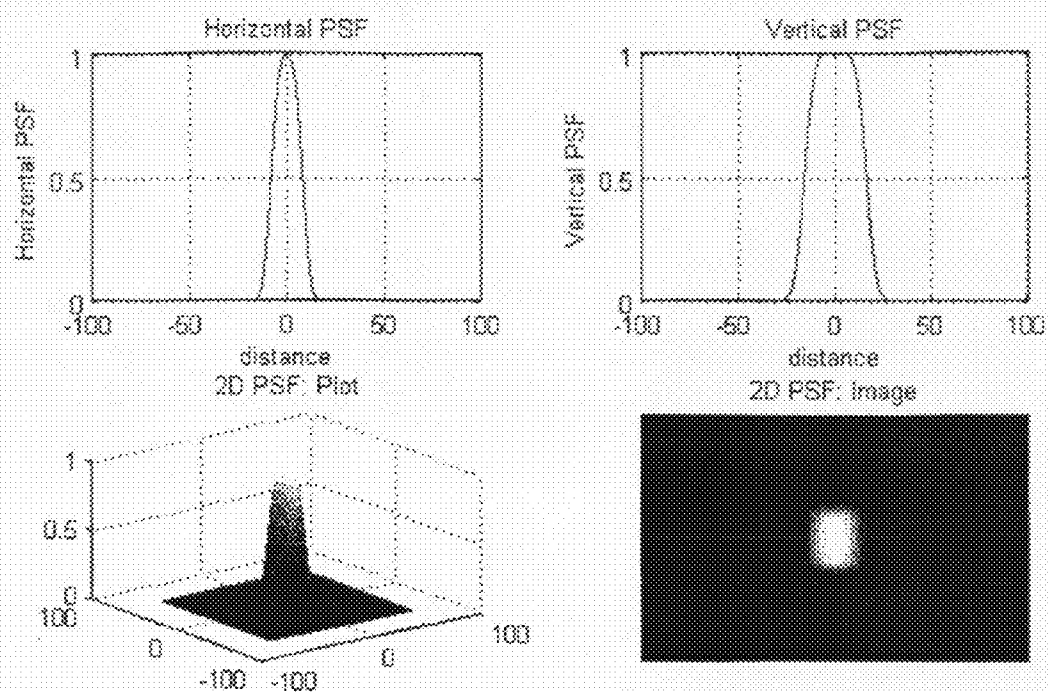 Horizontal PSF
1
0.5
0
Horizontal PSF
-100 -50 0 50 100
distance
Vertical PSF
1
0.5
0
Vertical PSF
-100 -50 0 50 100
distance
2D PSF: Plot
1
0.5
0
100
0
-100
-100
0
100
2D PSF: Image